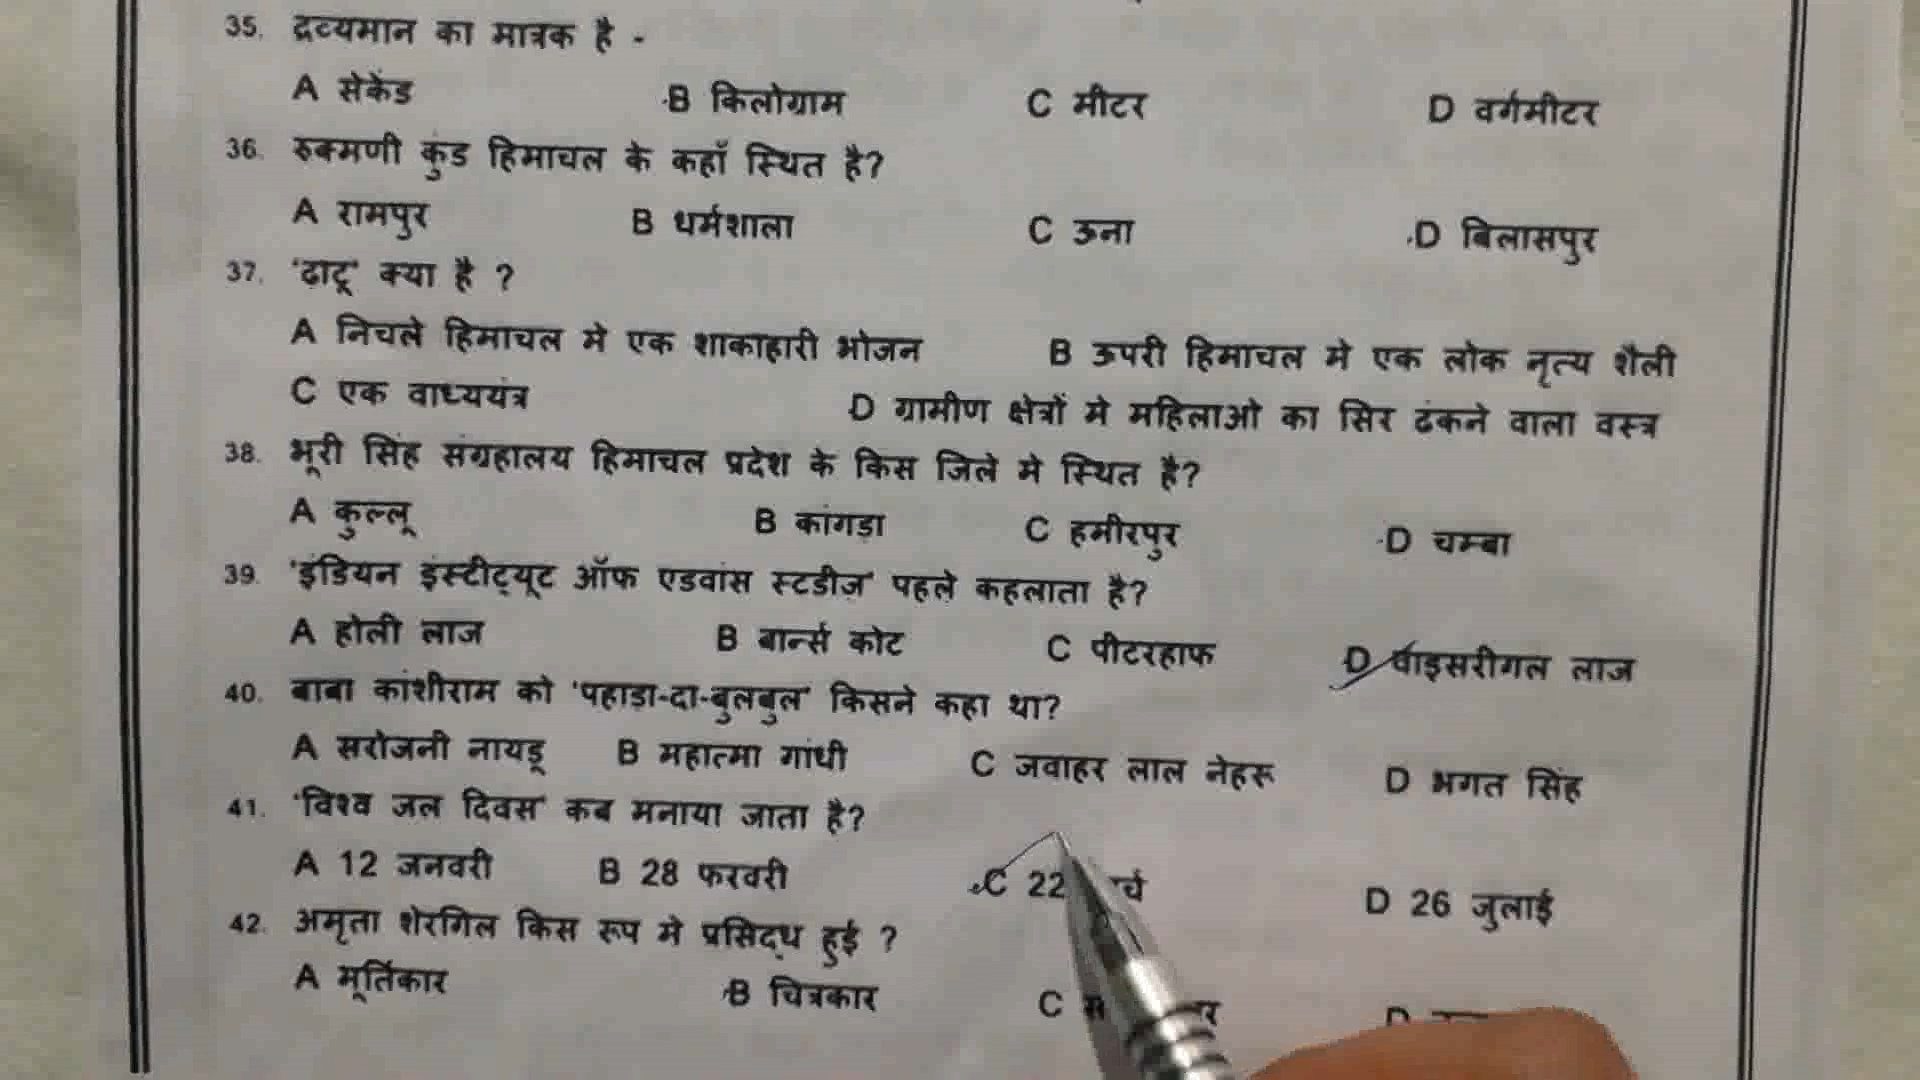 35. द्रव्यमान का मात्रक है -
A सेकेंड B किलोग्राम C मीटर D वर्गमीटर
36. रुक्मणी कुंड हिमाचल के कहाँ स्थित है?
A रामपुर B धर्मशाला C ऊना D बिलासपुर
37. 'ढाटू' क्या है ?
A निचले हिमाचल मे एक शाकाहारी भोजन B ऊपरी हिमाचल मे एक लोक नृत्य शैली
C एक वाध्ययंत्र D ग्रामीण क्षेत्रों मे महिलाओ का सिर ढंकने वाला वस्त्र
38. भूरी सिंह संग्रहालय हिमाचल प्रदेश के किस जिले मे स्थित है?
A कुल्लू B कांगड़ा C हमीरपुर D चम्बा
39. 'इंडियन इंस्टीट्यूट ऑफ एडवांस स्टडीज' पहले कहलाता है?
A होली लाज B बार्न्स कोट C पीटरहाफ D वाइसरीगल लाज
40. बाबा कांशीराम को 'पहाड़ा-दा-बुलबुल' किसने कहा था?
A सरोजनी नायडू B महात्मा गांधी C जवाहर लाल नेहरू D भगत सिंह
41. 'विश्व जल दिवस' कब मनाया जाता है?
A 12 जनवरी B 28 फरवरी C 22 D 26 जुलाई
42. अमृता शेरगिल किस रूप मे प्रसिद्ध हुई ?
A मूर्तिकार B चित्रकार C